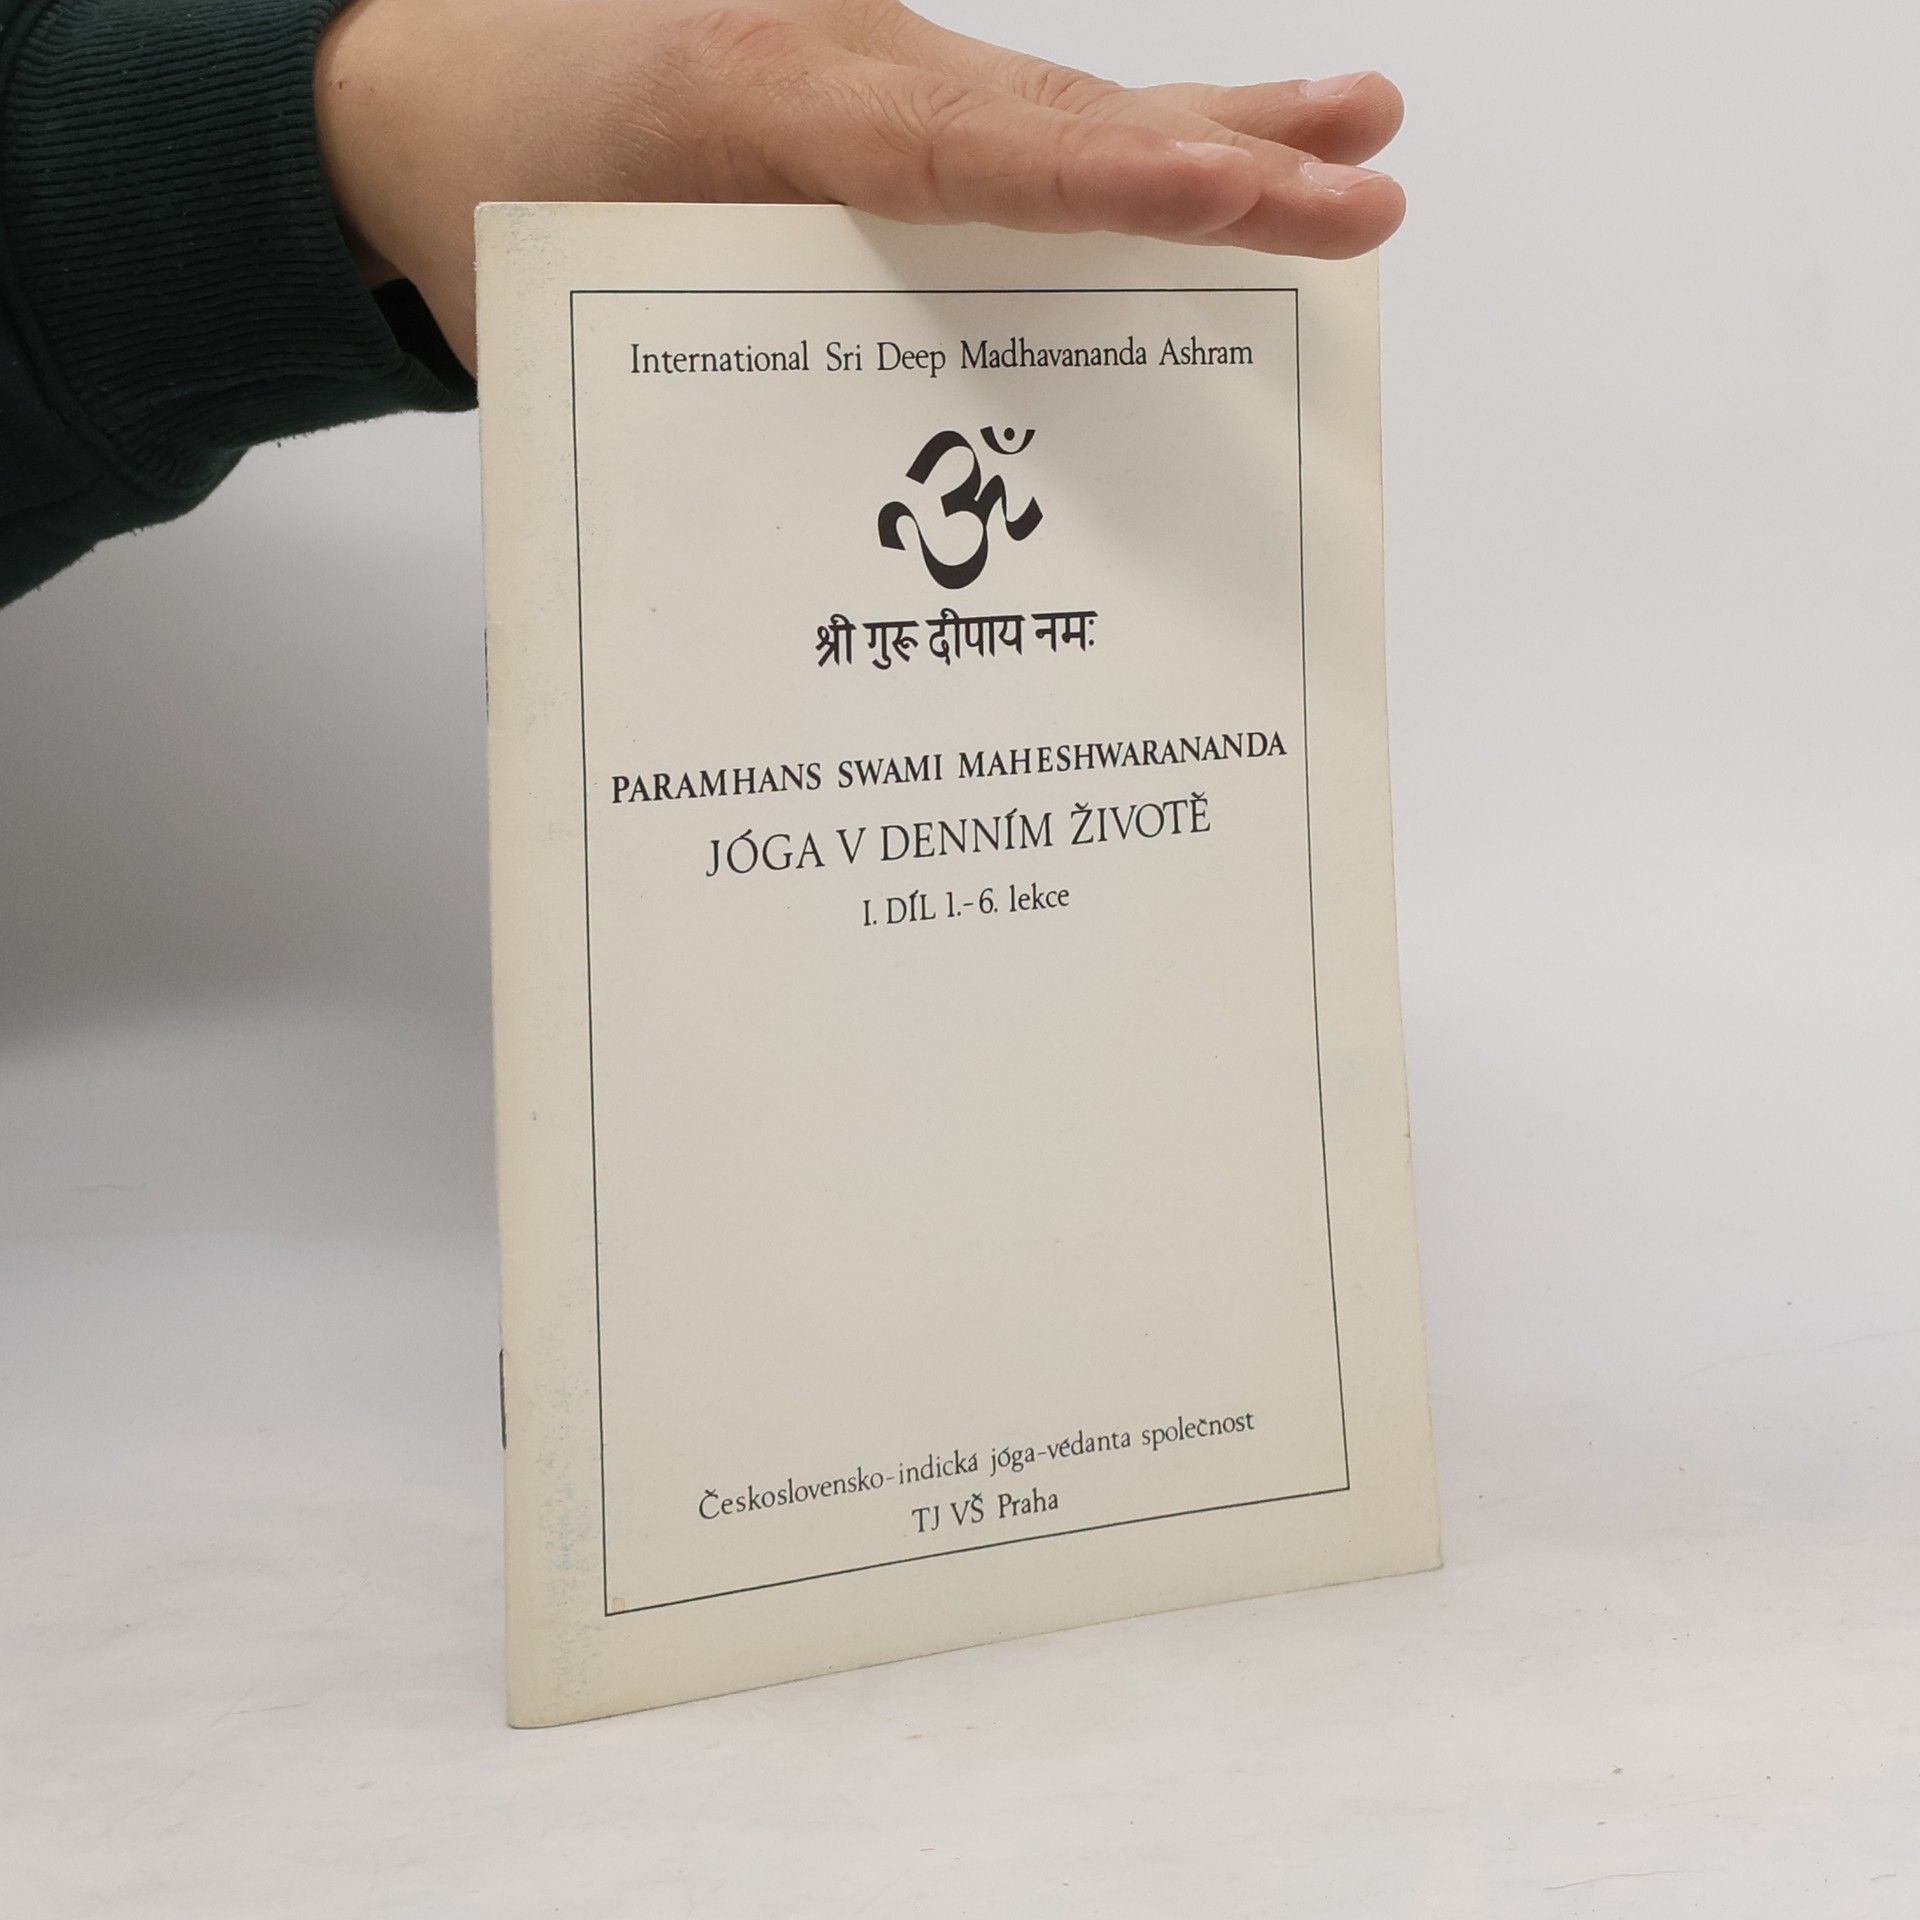 International Sri Deep Madhavananda Ashram
ॐ
श्री गुरू दीपाय नमः
PARAMHANS SWAMI MAHESHWARANANDA
JÓGA V DENNÍM ŽIVOTĚ
I. DÍL 1.-6. lekce
Československo-indická jóga-védanta společnost
TJ VŠ Praha